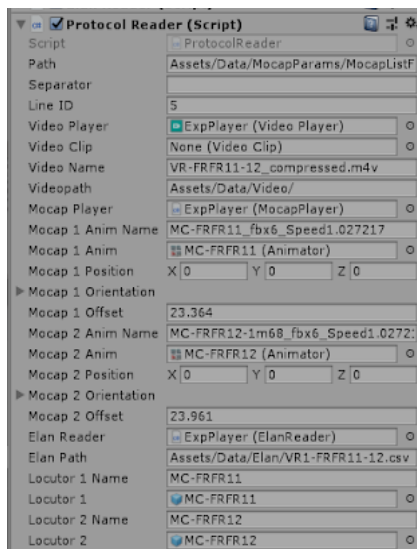 Protocol Reader (Script)
Script ProtocolReader
Path Assets/Data/MocapParams/MocapListF
Separator
Line ID 5
Video Player ExpPlayer (Video Player)
Video Clip None (Video Clip)
Video Name VR-FRFR11-12_compressed.m4v
Videopath Assets/Data/Video/
Mocap Player ExpPlayer (MocapPlayer)
Mocap 1 Anim Name MC-FRFR11_fbx6_Speed1.027217
Mocap 1 Anim MC-FRFR11 (Animator)
Mocap 1 Position X 0 Y 0 Z 0
Mocap 1 Orientation
Mocap 1 Offset 23.364
Mocap 2 Anim Name MC-FRFR12-1m68_fbx6_Speed1.0272
Mocap 2 Anim MC-FRFR12 (Animator)
Mocap 2 Position X 0 Y 0 Z 0
Mocap 2 Orientation
Mocap 2 Offset 23.961
Elan Reader ExpPlayer (ElanReader)
Elan Path Assets/Data/Elan/VR1-FRFR11-12.csv
Locutor 1 Name MC-FRFR11
Locutor 1 MC-FRFR11
Locutor 2 Name MC-FRFR12
Locutor 2 MC-FRFR12